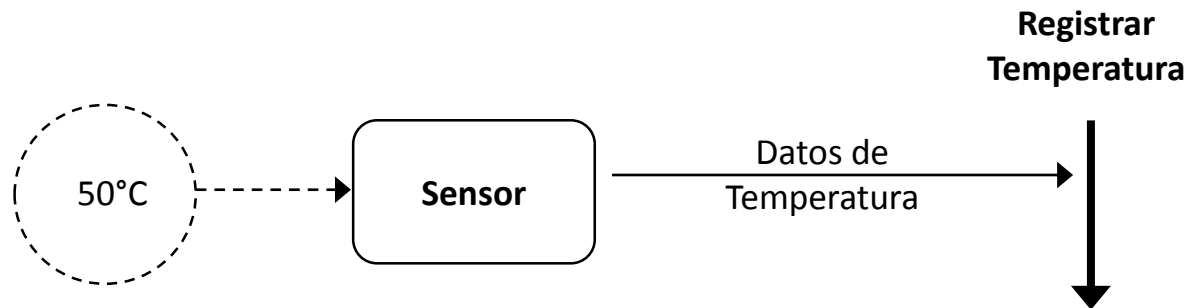 Registrar
Temperatura
50°C
Sensor
Datos de
Temperatura